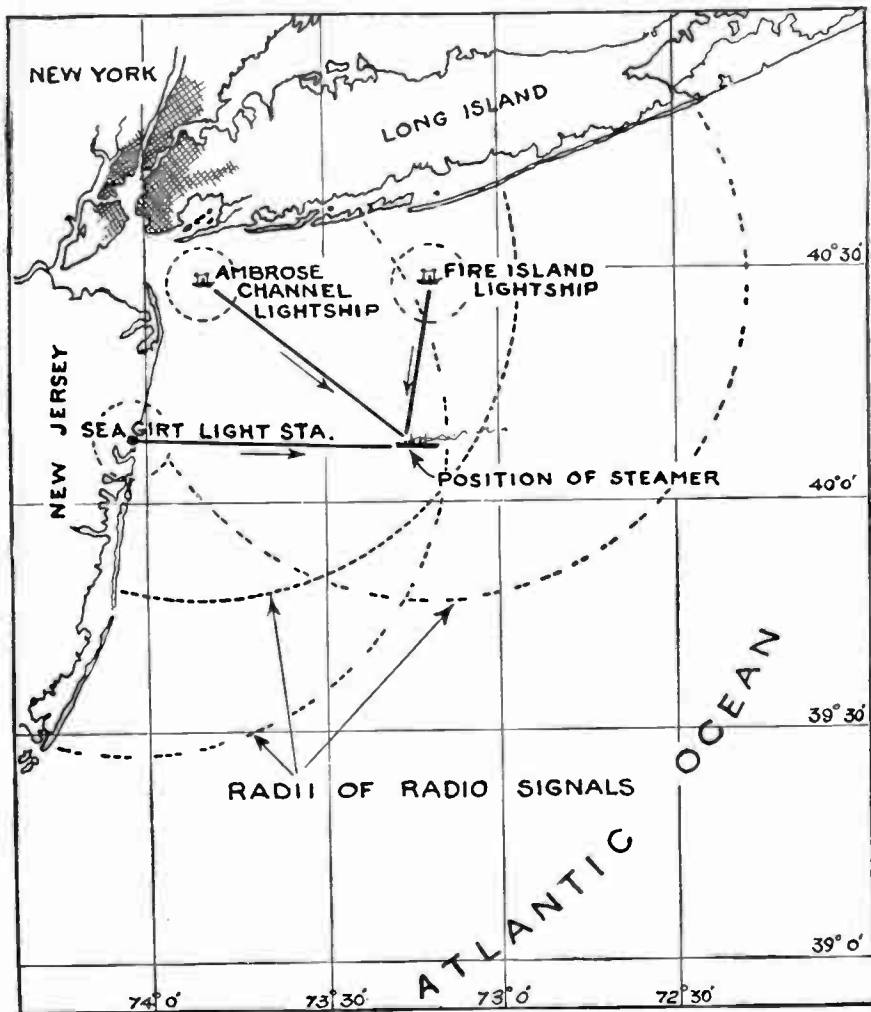 NEW YORK
LONG ISLAND
40°30'
AMBROSE
CHANNEL
LIGHTSHIP
FIRE ISLAND
LIGHTSHIP
NEW JERSEY
SEA GIRT LIGHT STA.
POSITION OF STEAMER
40°0'
39°30'
RADII OF RADIO SIGNALS
ATLANTIC OCEAN
39°0'
74°0'
73°30'
73°0'
72°30'